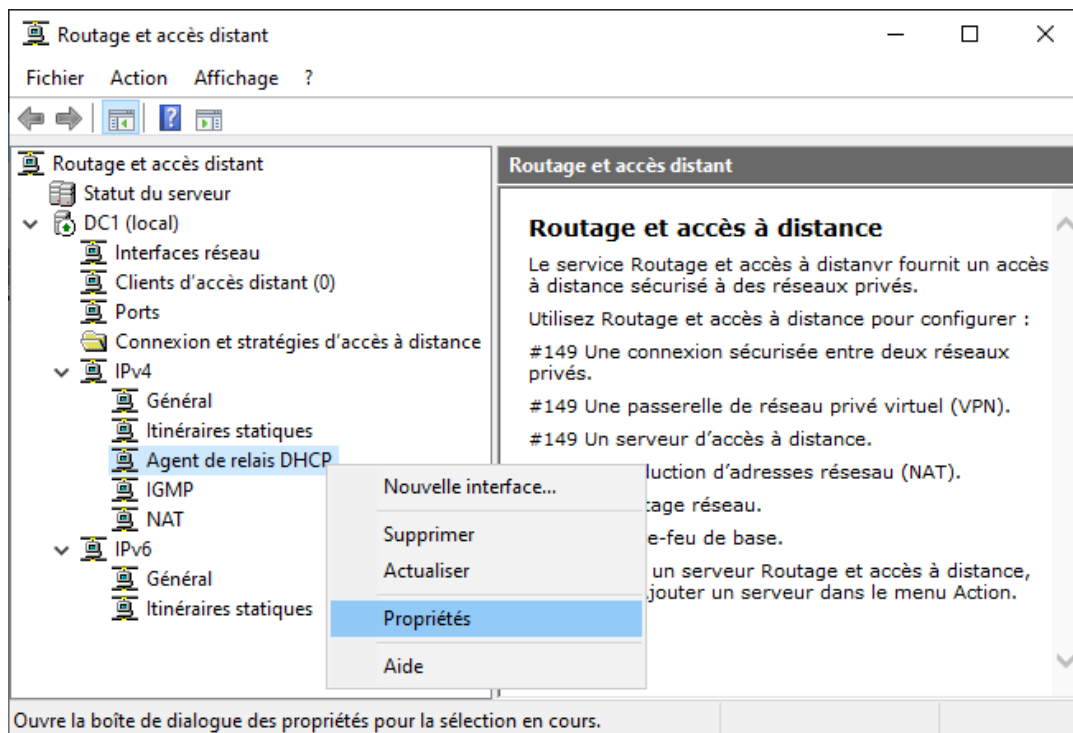 Routage et accès distant
Fichier Action Affichage ?
Routage et accès distant
Statut du serveur
DC1 (local)
Interfaces réseau
Clients d'accès distant (0)
Ports
Connexion et stratégies d'accès à distance
IPv4
Général
Itinéraires statiques
Agent de relais DHCP
IGMP
NAT
IPv6
Général
Itinéraires statiques
Nouvelle interface...
Supprimer
Actualiser
Propriétés
Aide
Routage et accès distant
Routage et accès à distance
Le service Routage et accès à distanvr fournit un accès
à distance sécurisé à des réseaux privés.
Utilisez Routage et accès à distance pour configurer :
#149 Une connexion sécurisée entre deux réseaux
privés.
#149 Une passerelle de réseau privé virtuel (VPN).
#149 Un serveur d'accès à distance.
d'adresses résesau (NAT).
réseau.
de base.
un serveur Routage et accès à distance,
un serveur dans le menu Action.
Ouvre la boîte de dialogue des propriétés pour la sélection en cours.